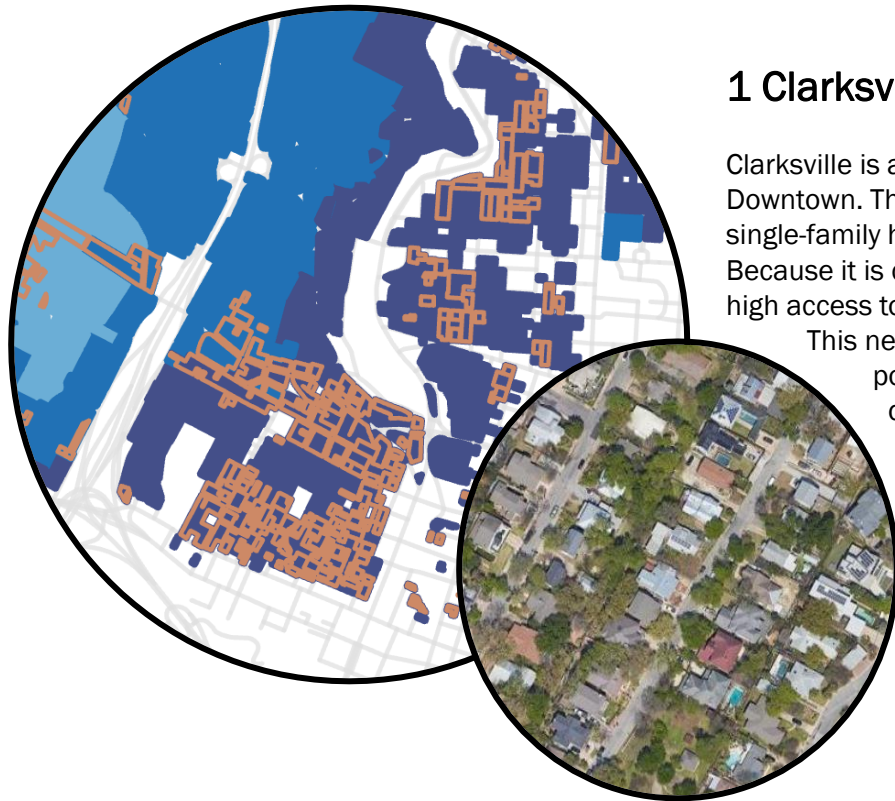 1 Clarksv
Clarksville is a
Downtown. Th
single-family h
Because it is c
high access to
This ne
po